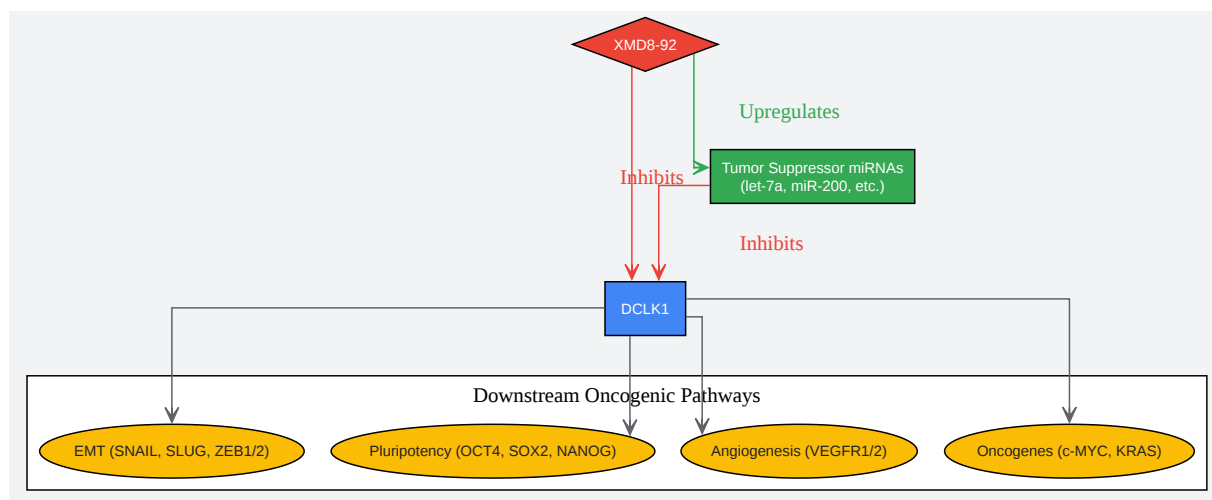 XMD8-92
Upregulates
Tumor Suppressor miRNAs
(let-7a, miR-200, etc.)
Inhibits
Inhibits
DCLK1
Downstream Oncogenic Pathways
EMT (SNAIL, SLUG, ZEB1/2)
Pluripotency (OCT4, SOX2, NANOG)
Angiogenesis (VEGFR1/2)
Oncogenes (c-MYC, KRAS)